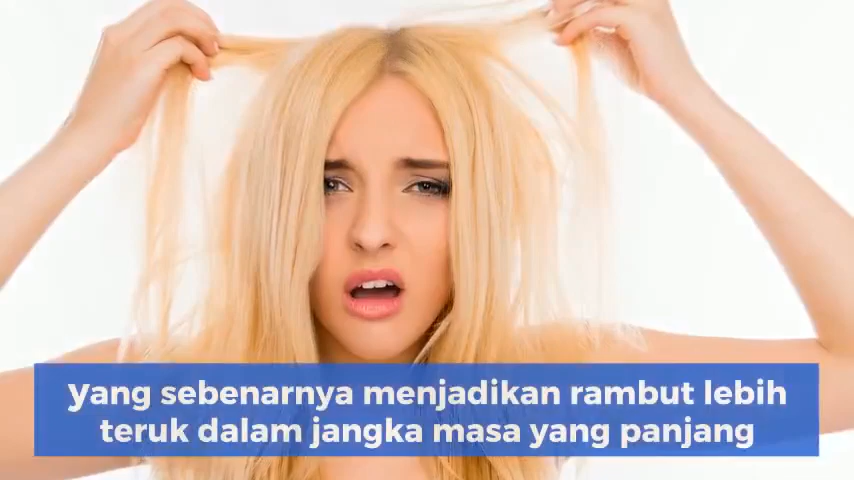 yang sebenarnya menjadikan rambut lebih
teruk dalam jangka masa yang panjang